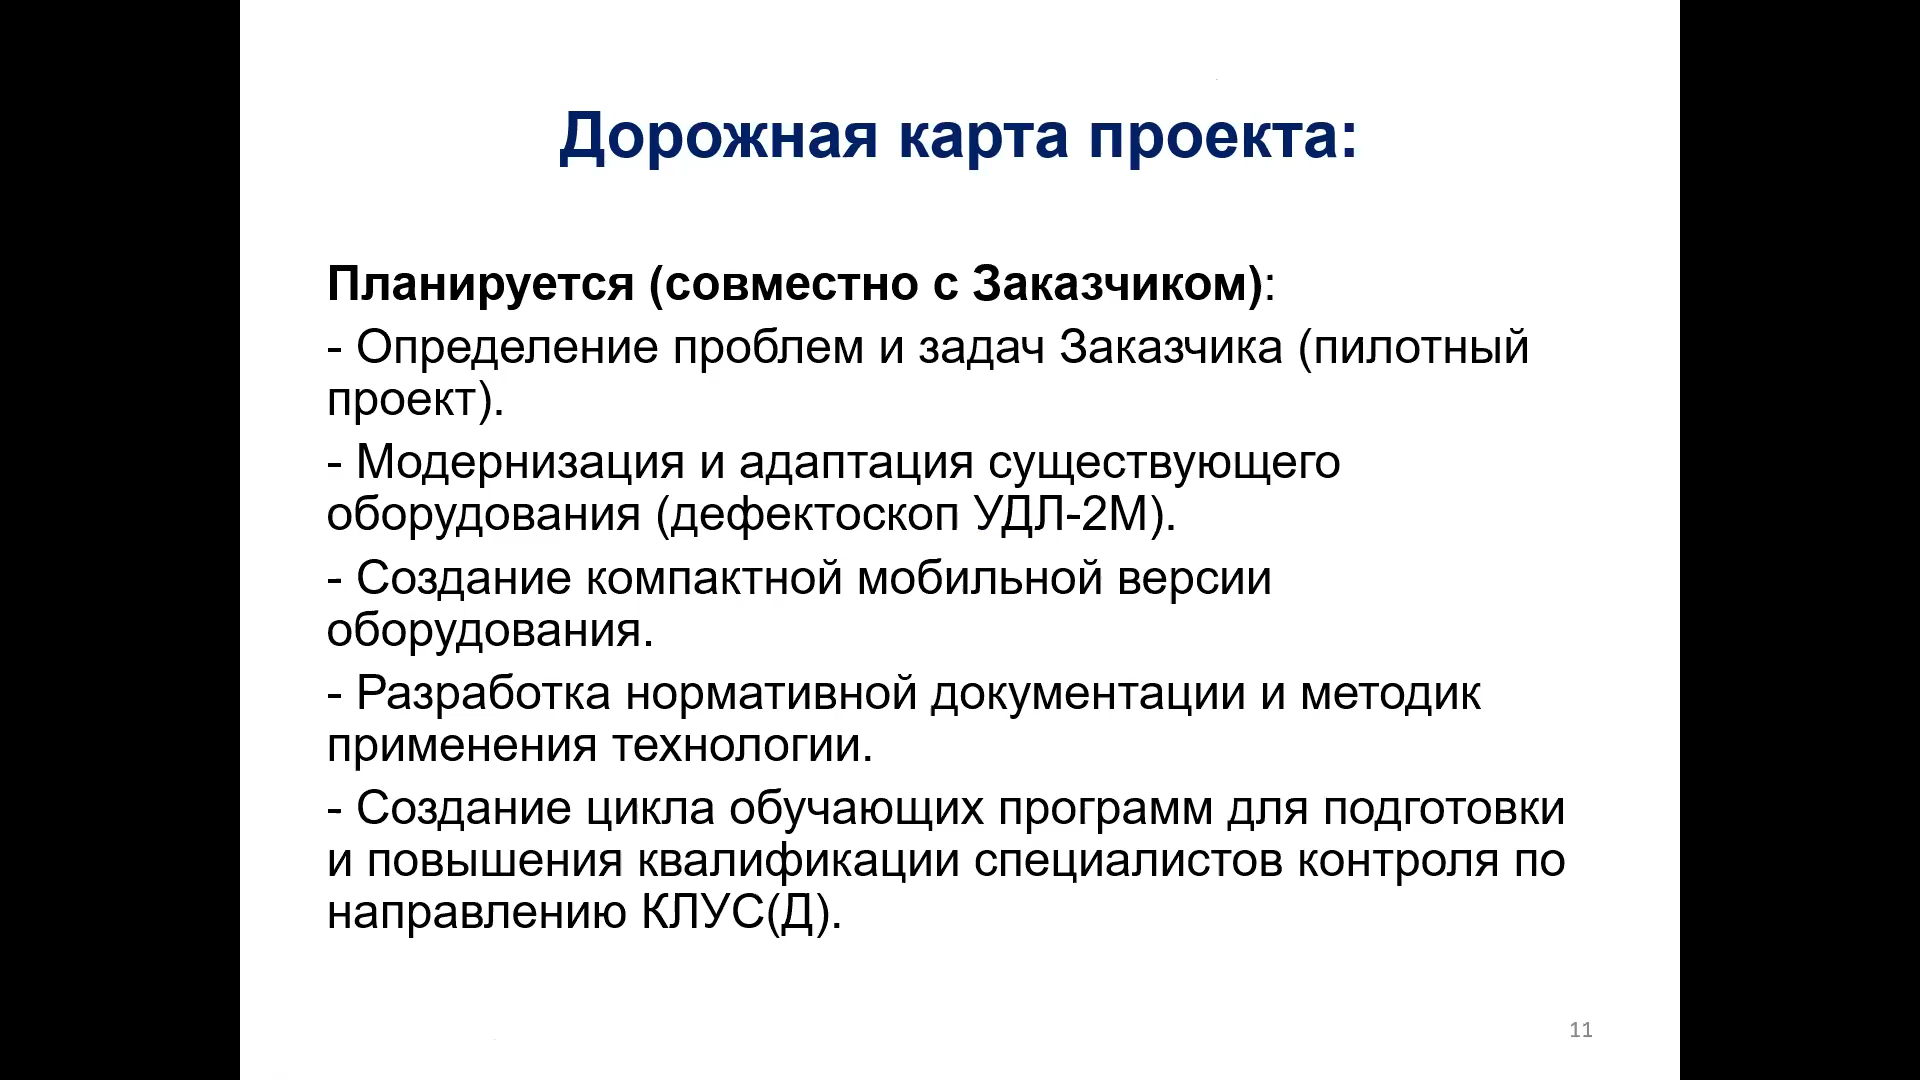 Дорожная карта проекта:
Планируется (совместно с Заказчиком):
- Определение проблем и задач Заказчика (пилотный
проект).
- Модернизация и адаптация существующего
оборудования (дефектоскоп УДЛ-2М).
- Создание компактной мобильной версии
оборудования.
- Разработка нормативной документации и методик
применения технологии.
- Создание цикла обучающих программ для подготовки
и повышения квалификации специалистов контроля по
направлению КЛУС(Д).
11